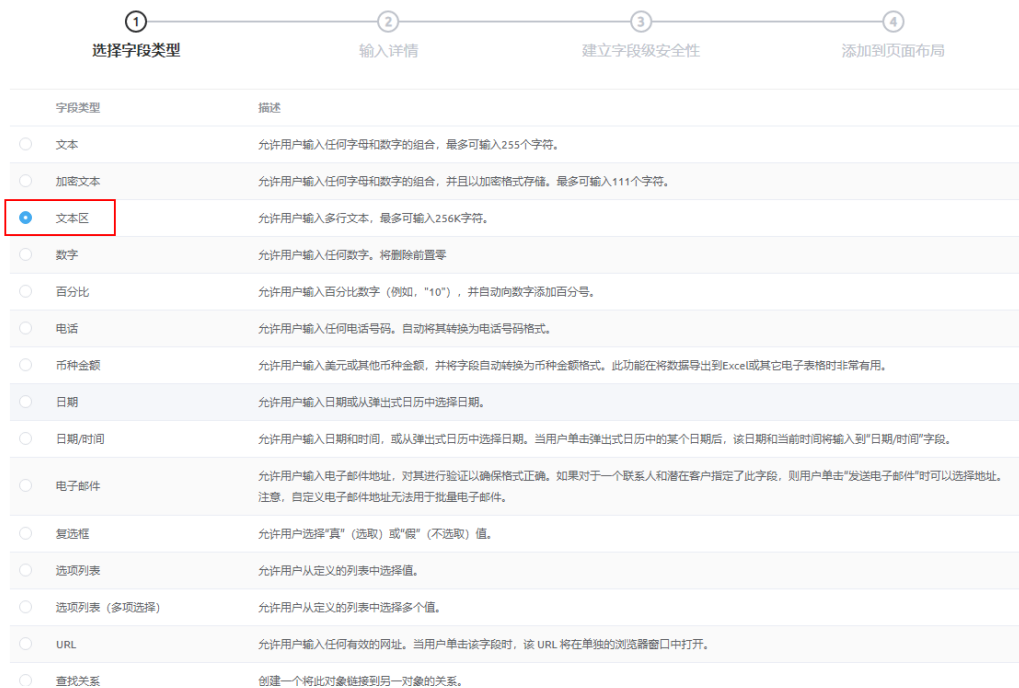 1 2 3 4
选择字段类型 输入详情 建立字段级安全性 添加到页面布局
字段类型 描述
文本 允许用户输入任何字母和数字的组合，最多可输入255个字符。
加密文本 允许用户输入任何字母和数字的组合，并且以加密格式存储。最多可输入111个字符。
文本区 允许用户输入多行文本，最多可输入256K字符。
数字 允许用户输入任何数字。将删除前置零
百分比 允许用户输入百分比数字（例如，"10"），并自动向数字添加百分号。
电话 允许用户输入任何电话号码。自动将其转换为电话号码格式。
币种金额 允许用户输入美元或其他币种金额，并将字段自动转换为币种金额格式。此功能在将数据导出到Excel或其它电子表格时非常有用。
日期 允许用户输入日期或从弹出式日历中选择日期。
日期/时间 允许用户输入日期和时间，或从弹出式日历中选择日期。当用户单击弹出式日历中的某个日期后，该日期和当前时间将输入到"日期/时间"字段。
电子邮件 允许用户输入电子邮件地址，对其进行验证以确保格式正确。如果对于一个联系人和潜在客户指定了此字段，则用户单击"发送电子邮件"时可以选择地址。
注意，自定义电子邮件地址无法用于批量电子邮件。
复选框 允许用户选择"真"（选取）或"假"（不选取）值。
选项列表 允许用户从定义的列表中选择值。
选项列表（多项选择） 允许用户从定义的列表中选择多个值。
URL 允许用户输入任何有效的网址。当用户单击该字段时，该 URL 将在单独的浏览器窗口中打开。
查找关系 创建一个将此对象链接到另一对象的关系。